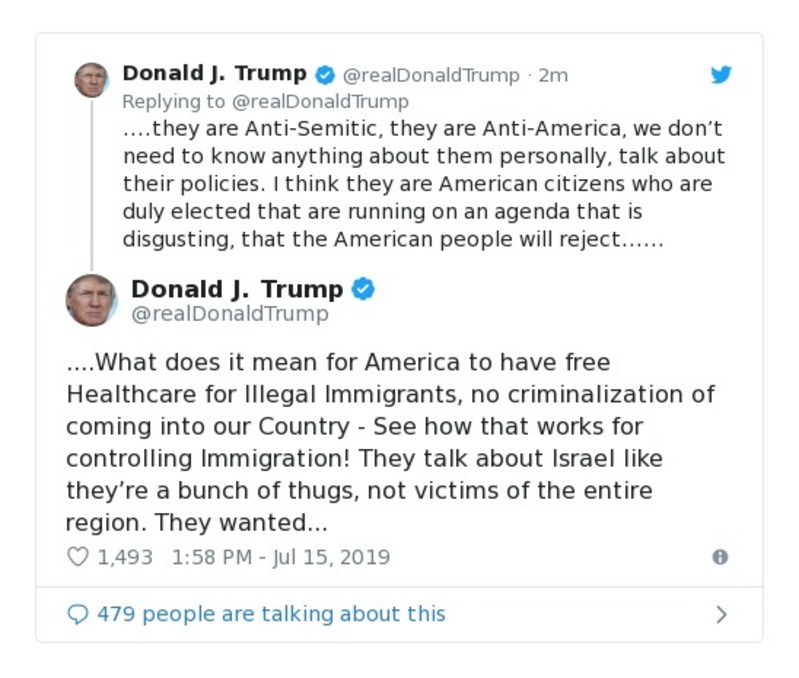 Donald J. Trump @realDonaldTrump · 2m
Replying to @realDonaldTrump
....they are Anti-Semitic, they are Anti-America, we don’t
need to know anything about them personally, talk about
their policies. I think they are American citizens who are
duly elected that are running on an agenda that is
disgusting, that the American people will reject......
Donald J. Trump
@realDonaldTrump
....What does it mean for America to have free
Healthcare for Illegal Immigrants, no criminalization of
coming into our Country - See how that works for
controlling Immigration! They talk about Israel like
they’re a bunch of thugs, not victims of the entire
region. They wanted...
1,493 1:58 PM - Jul 15, 2019
479 people are talking about this